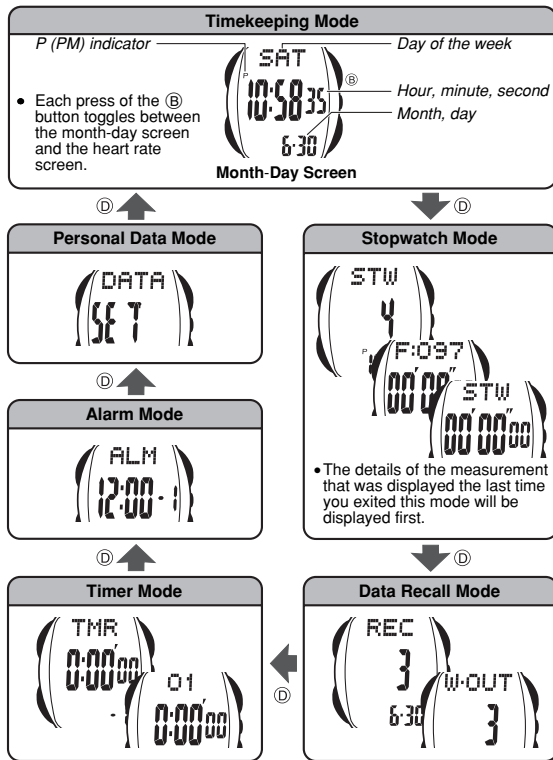 Timekeeping Mode
P (PM) indicator
Day of the week
SAT
P
Ⓑ
10:58 35
Hour, minute, second
Month, day
6·30
• Each press of the Ⓑ
button toggles between
the month-day screen
and the heart rate
screen.
Month-Day Screen
Ⓓ
Ⓓ
Personal Data Mode
DATA
SET
Stopwatch Mode
STW
4
P
F:097
00'00"
STW
00'00"00
• The details of the measurement
that was displayed the last time
you exited this mode will be
displayed first.
Ⓓ
Alarm Mode
ALM
12:00-1
Ⓓ
Ⓓ
Timer Mode
TMR
0:00'00
01
0:00'00
Ⓓ
Data Recall Mode
REC
3
6·30
W·OUT
3